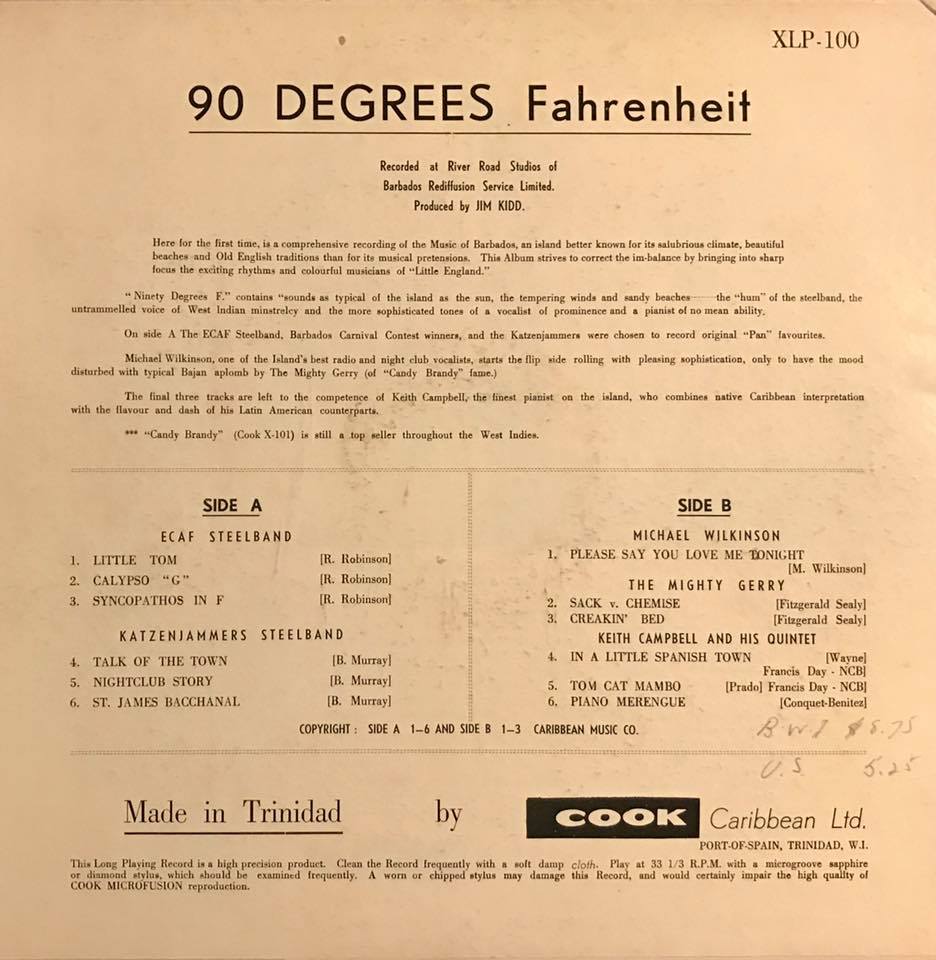 XLP-100
90 DEGREES Fahrenheit
Recorded at River Road Studios of
Barbados Rediffusion Service Limited.
Produced by JIM KIDD.
Here for the first time, is a comprehensive recording of the Music of Barbados, an island better known for its salubrious climate, beautiful
beaches and Old English traditions than for its musical pretensions. This Album strives to correct the im-balance by bringing into sharp
focus the exciting rhythms and colourful musicians of "Little England."
"Ninety Degrees F." contains "sounds as typical of the island as the sun, the tempering winds and sandy beaches——the "hum" of the steelband, the
untrammelled voice of West Indian minstrelcy and the more sophisticated tones of a vocalist of prominence and a pianist of no mean ability.
On side A The ECAF Steelband, Barbados Carnival Contest winners, and the Katzenjammers were chosen to record original "Pan" favourites.
Michael Wilkinson, one of the Island's best radio and night club vocalists, starts the flip side rolling with pleasing sophistication, only to have the mood
disturbed with typical Bajan aplomb by The Mighty Gerry (of "Candy Brandy" fame.)
The final three tracks are left to the competence of Keith Campbell, the finest pianist on the island, who combines native Caribbean interpretation
with the flavour and dash of his Latin American counterparts.
*** "Candy Brandy" (Cook X-101) is still a top seller throughout the West Indies.
SIDE A
ECAF STEELBAND
1. LITTLE TOM [R. Robinson]
2. CALYPSO "G" [R. Robinson]
3. SYNCOPATHOS IN F [R. Robinson]
KATZENJAMMERS STEELBAND
4. TALK OF THE TOWN [B. Murray]
5. NIGHTCLUB STORY [B. Murray]
6. ST. JAMES BACCHANAL [B. Murray]
SIDE B
MICHAEL WILKINSON
1. PLEASE SAY YOU LOVE ME TONIGHT
[M. Wilkinson]
THE MIGHTY GERRY
2. SACK v. CHEMISE [Fitzgerald Sealy]
3. CREAKIN' BED [Fitzgerald Sealy]
KEITH CAMPBELL AND HIS QUINTET
4. IN A LITTLE SPANISH TOWN [Wayne]
Francis Day - NCB]
5. TOM CAT MAMBO [Prado] Francis Day - NCB]
6. PIANO MERENGUE [Conquet-Benitez]
COPYRIGHT : SIDE A 1-6 AND SIDE B 1-3 CARIBBEAN MUSIC CO.
B.W.I $8.75
U.S. 5.25
Made in Trinidad by COOK Caribbean Ltd.
PORT-OF-SPAIN, TRINIDAD, W.I.
This Long Playing Record is a high precision product. Clean the Record frequently with a soft damp cloth. Play at 33 1/3 R.P.M. with a microgroove sapphire
or diamond stylus, which should be examined frequently. A worn or chipped stylus may damage this Record, and would certainly impair the high quality of
COOK MICROFUSION reproduction.